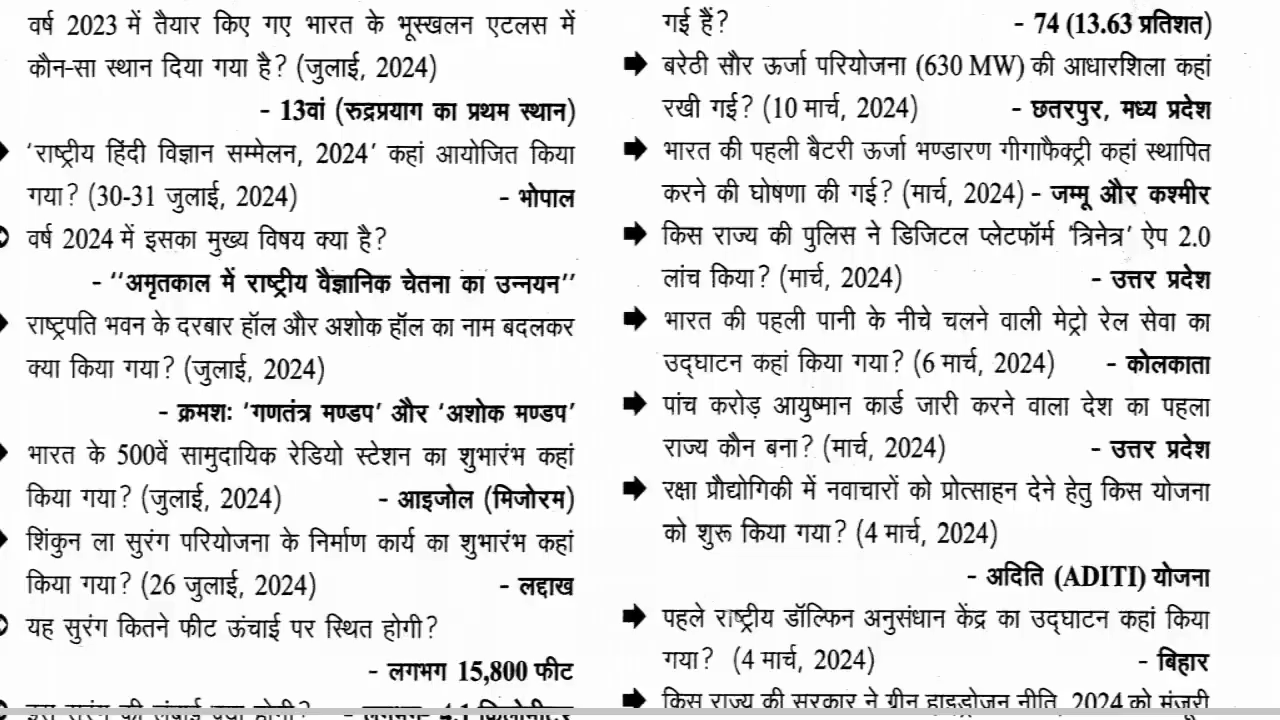 वर्ष 2023 में तैयार किए गए भारत के भूस्खलन एटलस में
कौन-सा स्थान दिया गया है? (जुलाई, 2024)
- 13वां (रुद्रप्रयाग का प्रथम स्थान)
'राष्ट्रीय हिंदी विज्ञान सम्मेलन, 2024' कहां आयोजित किया
गया? (30-31 जुलाई, 2024) - भोपाल
वर्ष 2024 में इसका मुख्य विषय क्या है?
- ''अमृतकाल में राष्ट्रीय वैज्ञानिक चेतना का उन्नयन''
राष्ट्रपति भवन के दरबार हॉल और अशोक हॉल का नाम बदलकर
क्या किया गया? (जुलाई, 2024)
- क्रमशः 'गणतंत्र मण्डप' और 'अशोक मण्डप'
भारत के 500वें सामुदायिक रेडियो स्टेशन का शुभारंभ कहां
किया गया? (जुलाई, 2024) - आइजोल (मिजोरम)
शिंकुन ला सुरंग परियोजना के निर्माण कार्य का शुभारंभ कहां
किया गया? (26 जुलाई, 2024) - लद्दाख
यह सुरंग कितने फीट ऊंचाई पर स्थित होगी?
- लगभग 15,800 फीट
इस सुरंग की लंबाई क्या होगी? - लगभग- 4.1 किलोमीटर
गई हैं? - 74 (13.63 प्रतिशत)
➡ बरेठी सौर ऊर्जा परियोजना (630 MW) की आधारशिला कहां
रखी गई? (10 मार्च, 2024) - छतरपुर, मध्य प्रदेश
➡ भारत की पहली बैटरी ऊर्जा भण्डारण गीगाफैक्ट्री कहां स्थापित
करने की घोषणा की गई? (मार्च, 2024) - जम्मू और कश्मीर
➡ किस राज्य की पुलिस ने डिजिटल प्लेटफॉर्म 'त्रिनेत्र' ऐप 2.0
लांच किया? (मार्च, 2024) - उत्तर प्रदेश
➡ भारत की पहली पानी के नीचे चलने वाली मेट्रो रेल सेवा का
उद्घाटन कहां किया गया? (6 मार्च, 2024) - कोलकाता
➡ पांच करोड़ आयुष्मान कार्ड जारी करने वाला देश का पहला
राज्य कौन बना? (मार्च, 2024) - उत्तर प्रदेश
➡ रक्षा प्रौद्योगिकी में नवाचारों को प्रोत्साहन देने हेतु किस योजना
को शुरू किया गया? (4 मार्च, 2024)
- अदिति (ADITI) योजना
➡ पहले राष्ट्रीय डॉल्फिन अनुसंधान केंद्र का उद्घाटन कहां किया
गया? (4 मार्च, 2024) - बिहार
➡ किस राज्य की सरकार ने ग्रीन हाइड्रोजन नीति, 2024 को मंजूरी